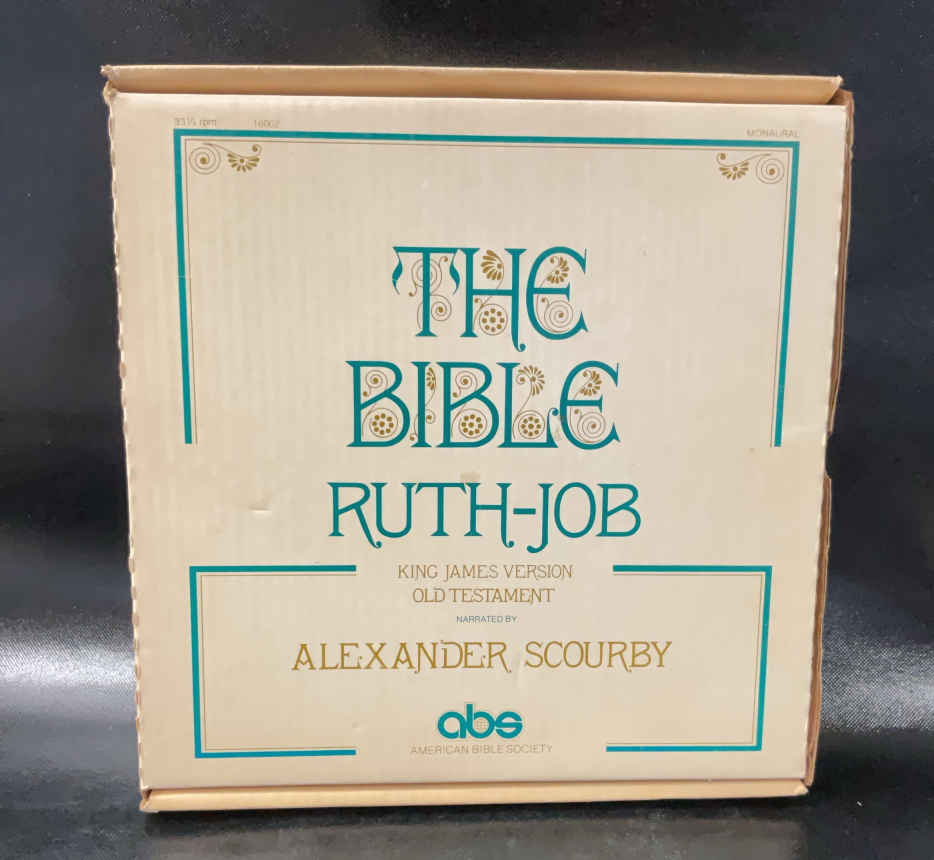 33⅓ rpm 16002 MONAURAL
THE
BIBLE
RUTH-JOB
KING JAMES VERSION
OLD TESTAMENT
NARRATED BY
ALEXANDER SCOURBY
abs
AMERICAN BIBLE SOCIETY